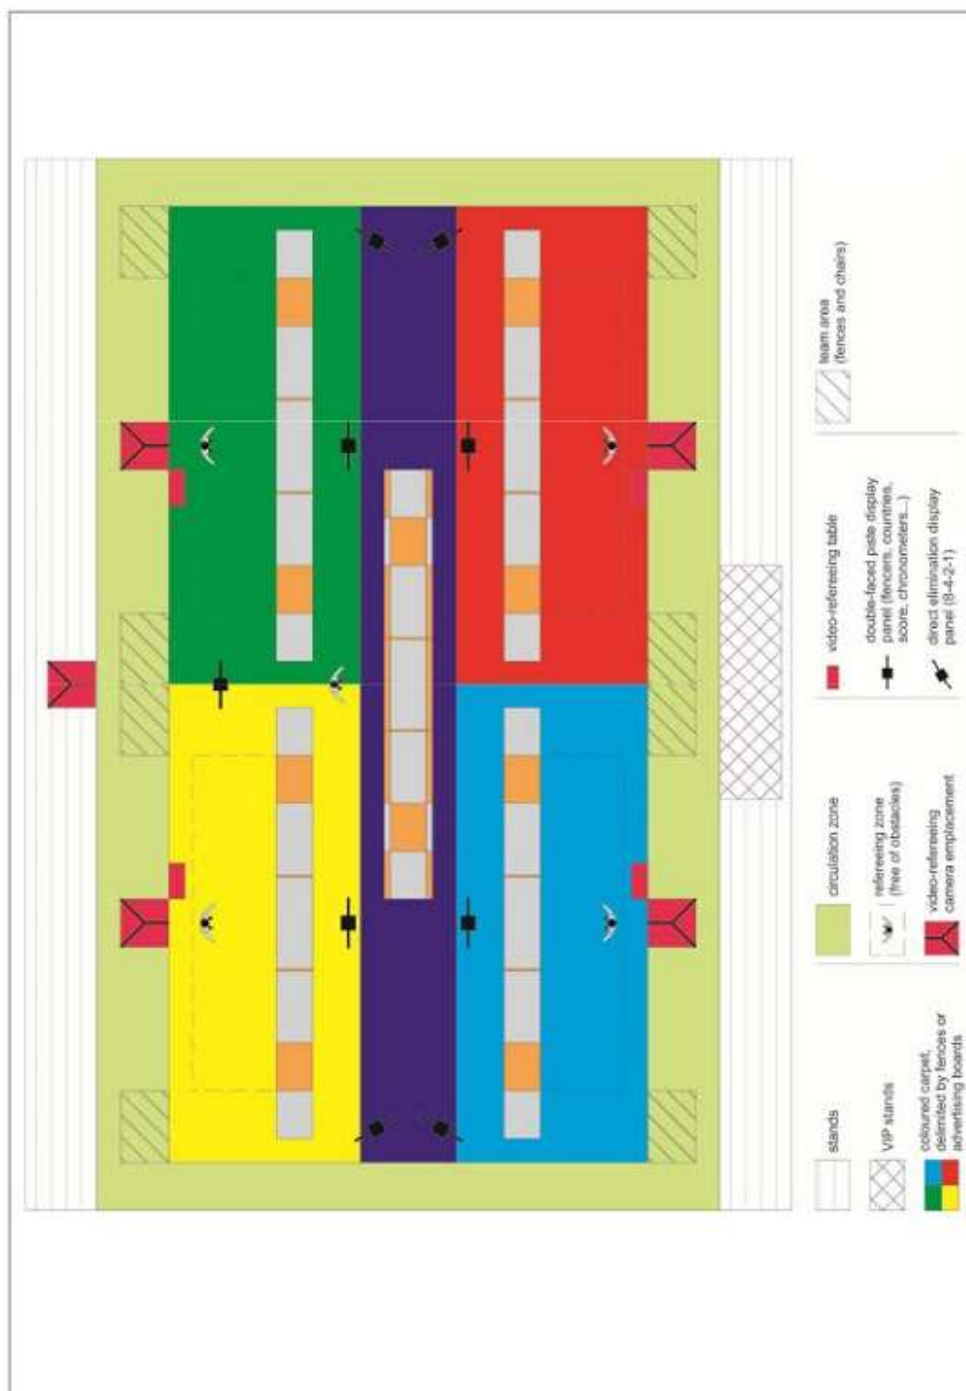 stands
VIP stands
coloured carpet,
delimited by fences or
advertising boards
circulation zone
refereeing zone
(free of obstacles)
video-refereeing
camera emplacement
video-refereeing table
double-faced piste display
panel (fencers, countries,
score, chronometers...)
direct elimination display
panel (8-4-2-1)
team area
(fences and chairs)